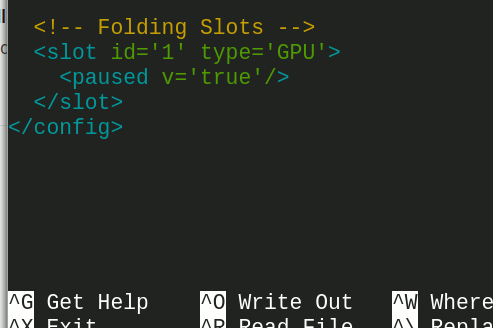 <!-- Folding Slots -->
<slot id='1' type='GPU'>
<paused v='true'/>
</slot>
</config>
^G Get Help ^O Write Out ^W Where
^X Exit ^R Read File ^\ Repla